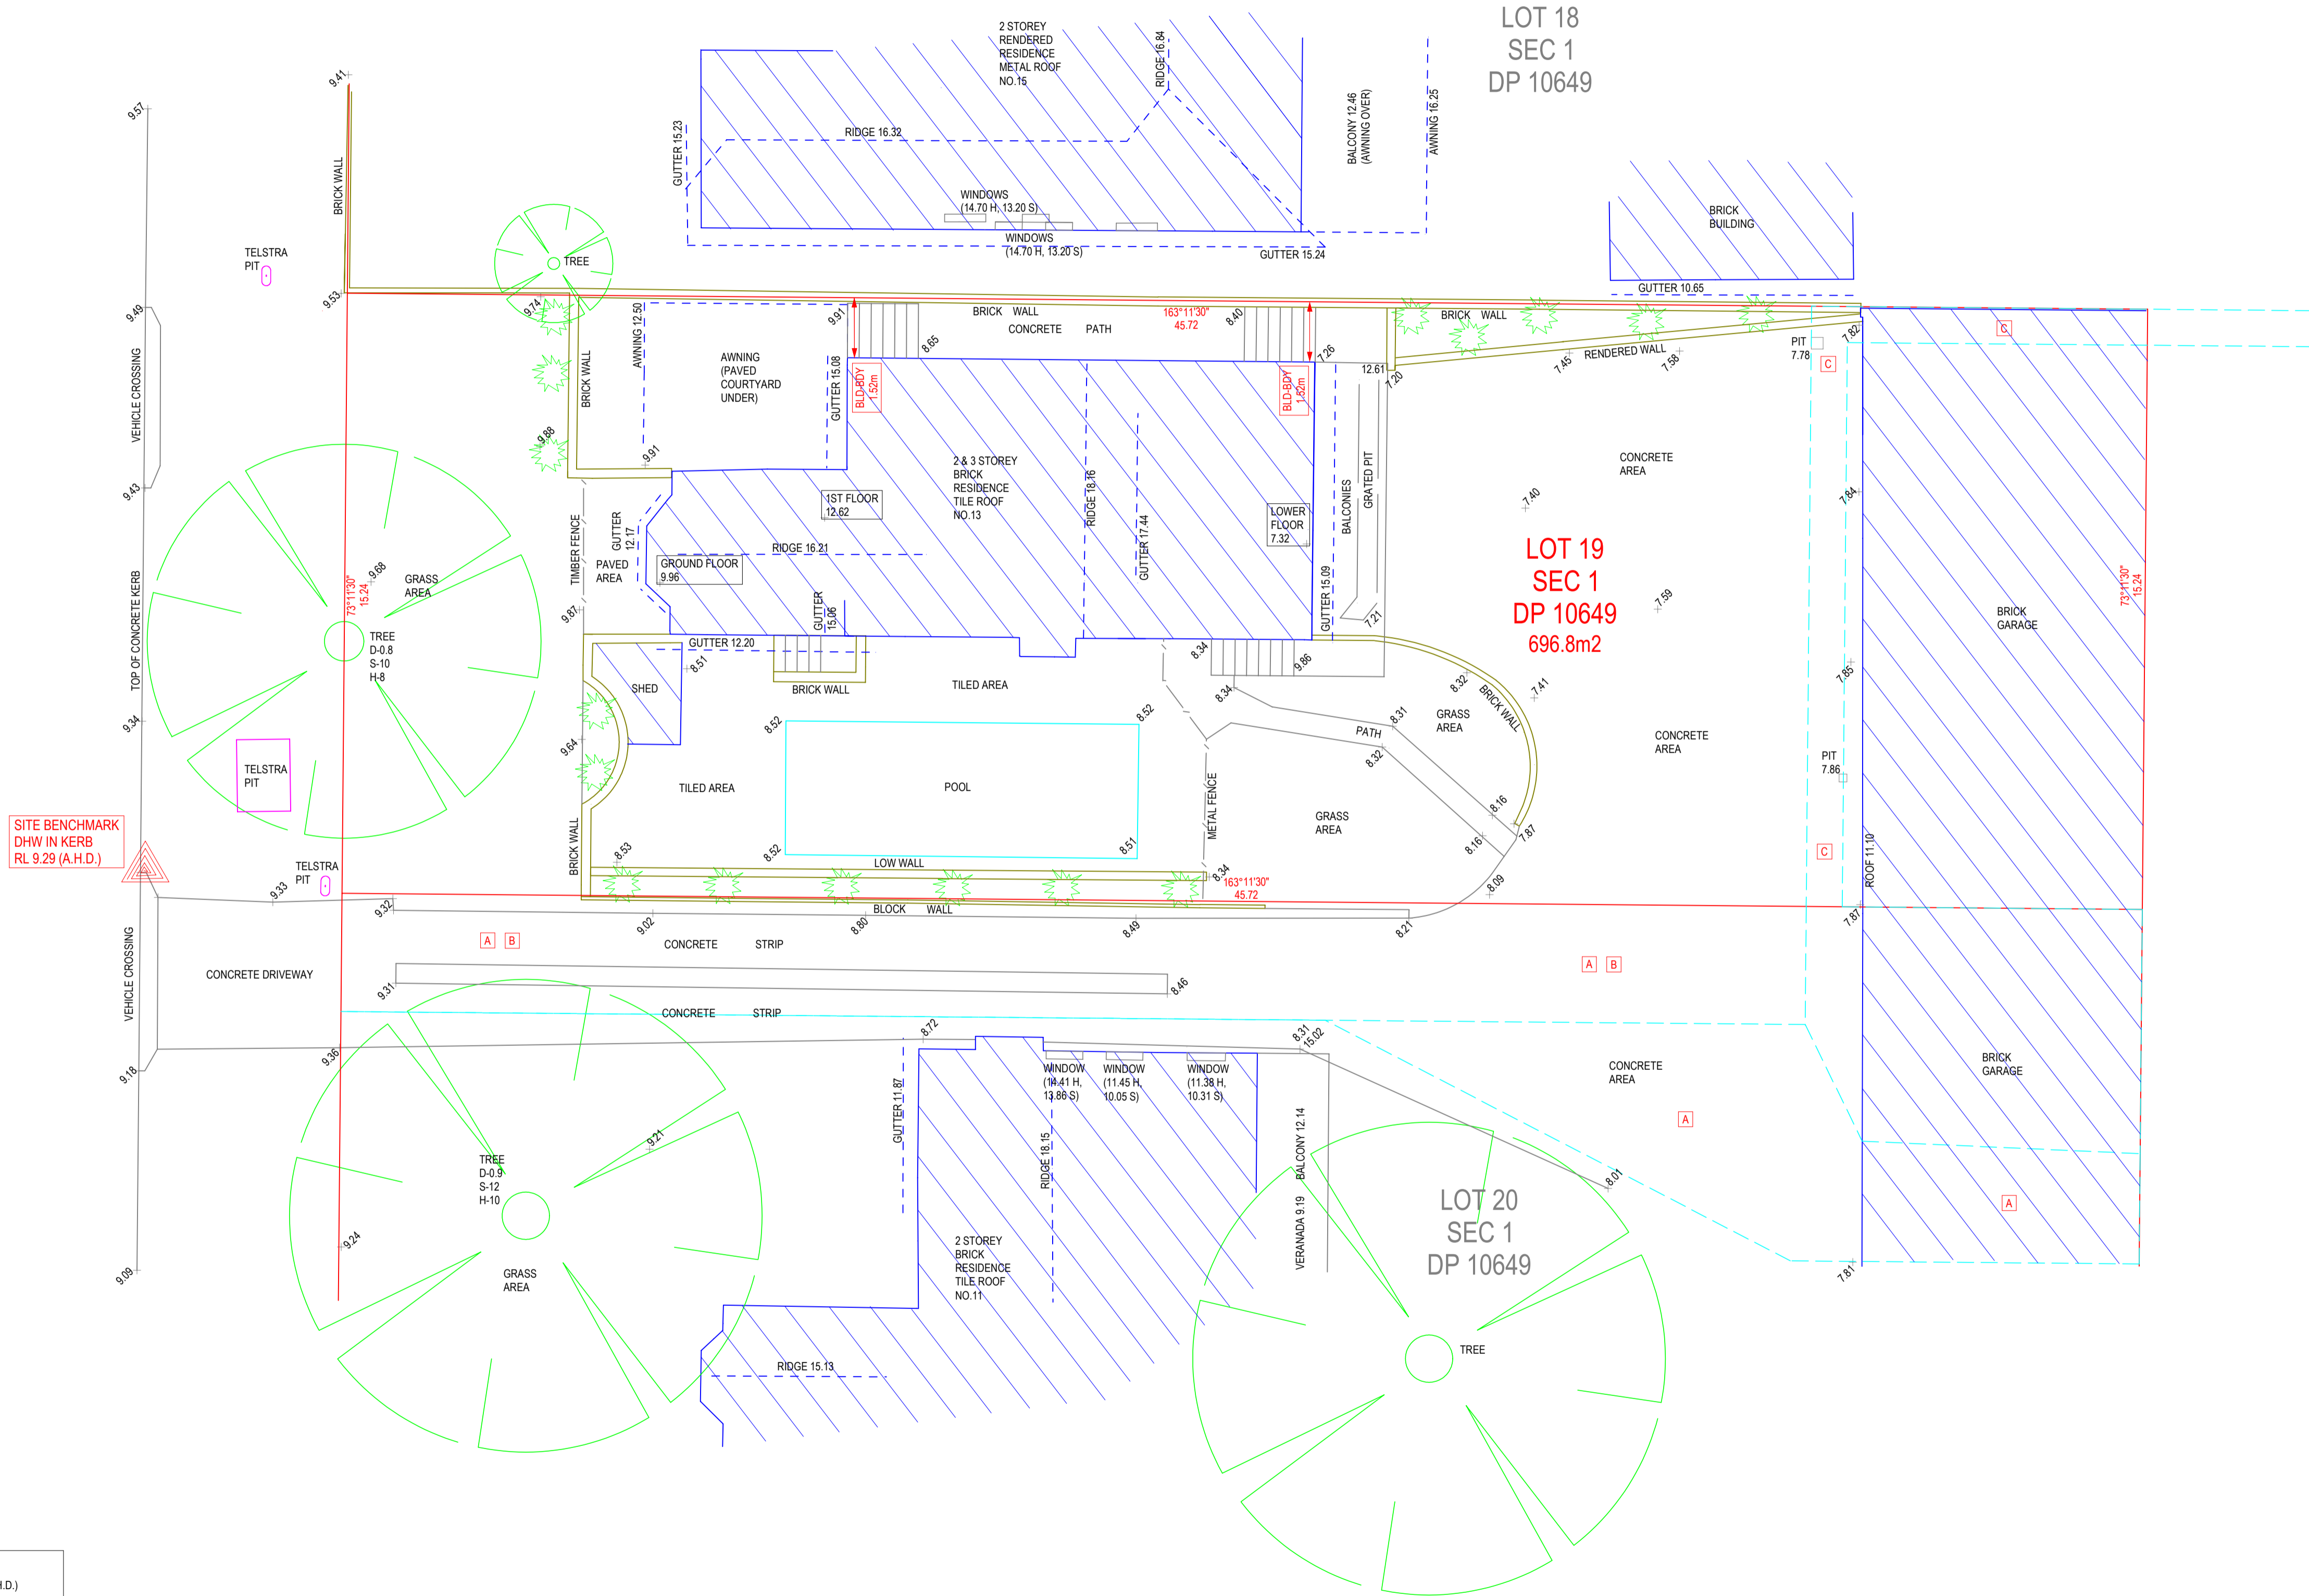 LOT 18
SEC 1
DP 10649
2 STOREY
RENDERED
RESIDENCE
METAL ROOF
NO.15
RIDGE 16.84
BALCONY 12.46
(AWNING OVER)
AWNING 16.25
GUTTER 15.23
RIDGE 16.32
WINDOWS
(14.70 H, 13.20 S)
WINDOWS
(14.70 H, 13.20 S)
GUTTER 15.24
BRICK
BUILDING
GUTTER 10.65
9.41
9.57
BRICK WALL
TELSTRA
PIT
TREE
9.53
9.49
9.74
VEHICLE CROSSING
9.43
AWNING 12.50
BRICK WALL
AWNING
(PAVED
COURTYARD
UNDER)
9.91
8.65
GUTTER 15.08
BLD-BDY
1.52m
BRICK WALL
CONCRETE PATH
163°11'30"
45.72
8.40
7.26
BLD-BDY
1.52m
12.61
7.20
BRICK WALL
RENDERED WALL
7.45
7.58
PIT
7.78
7.82
C
C
9.88
9.91
2 & 3 STOREY
BRICK
RESIDENCE
TILE ROOF
NO.13
1ST FLOOR
12.62
RIDGE 18.16
GUTTER 17.44
LOWER
FLOOR
7.32
BALCONIES
GRATED PIT
GUTTER 15.09
7.21
CONCRETE
AREA
7.40
7.84
LOT 19
SEC 1
DP 10649
696.8m2
7.59
73°11'30"
15.24
BRICK
GARAGE
TIMBER FENCE
GUTTER
12.17
PAVED
AREA
GROUND FLOOR
9.96
RIDGE 16.21
GUTTER
15.06
GUTTER 12.20
9.87
9.68
73°11'30"
15.24
GRASS
AREA
TREE
D-0.8
S-10
H-8
TOP OF CONCRETE KERB
9.34
TELSTRA
PIT
SITE BENCHMARK
DHW IN KERB
RL 9.29 (A.H.D.)
TELSTRA
PIT
8.51
SHED
BRICK WALL
TILED AREA
8.34
9.86
8.34
8.32
BRICK WALL
7.41
GRASS
AREA
8.31
PATH
8.32
8.52
8.52
9.64
TILED AREA
POOL
METAL FENCE
GRASS
AREA
8.16
8.16
7.87
8.09
CONCRETE
AREA
7.85
PIT
7.86
C
ROOF 11.10
7.87
BRICK WALL
8.53
8.52
8.51
LOW WALL
8.34
163°11'30"
45.72
BLOCK WALL
9.33
9.32
9.02
8.80
8.49
8.21
A
B
CONCRETE STRIP
A
B
VEHICLE CROSSING
CONCRETE DRIVEWAY
9.31
8.46
CONCRETE STRIP
9.36
9.18
8.72
8.31
15.02
WINDOW
(14.41 H,
13.86 S)
WINDOW
(11.45 H,
10.05 S)
WINDOW
(11.38 H,
10.31 S)
GUTTER 11.87
RIDGE 18.15
VERANADA 9.19 BALCONY 12.14
CONCRETE
AREA
A
BRICK
GARAGE
A
8.01
9.21
TREE
D-0.9
S-12
H-10
9.24
9.09
GRASS
AREA
2 STOREY
BRICK
RESIDENCE
TILE ROOF
NO.11
LOT 20
SEC 1
DP 10649
7.81
RIDGE 15.13
TREE
H.D.)